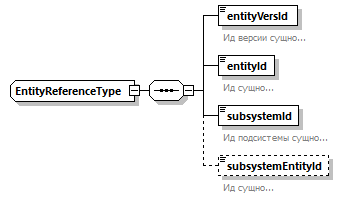 entityVersId
Ид версии сущно...
entityId
Ид сущно...
EntityReferenceType
subsystemId
Ид подсистемы сущно...
subsystemEntityId
Ид сущно...